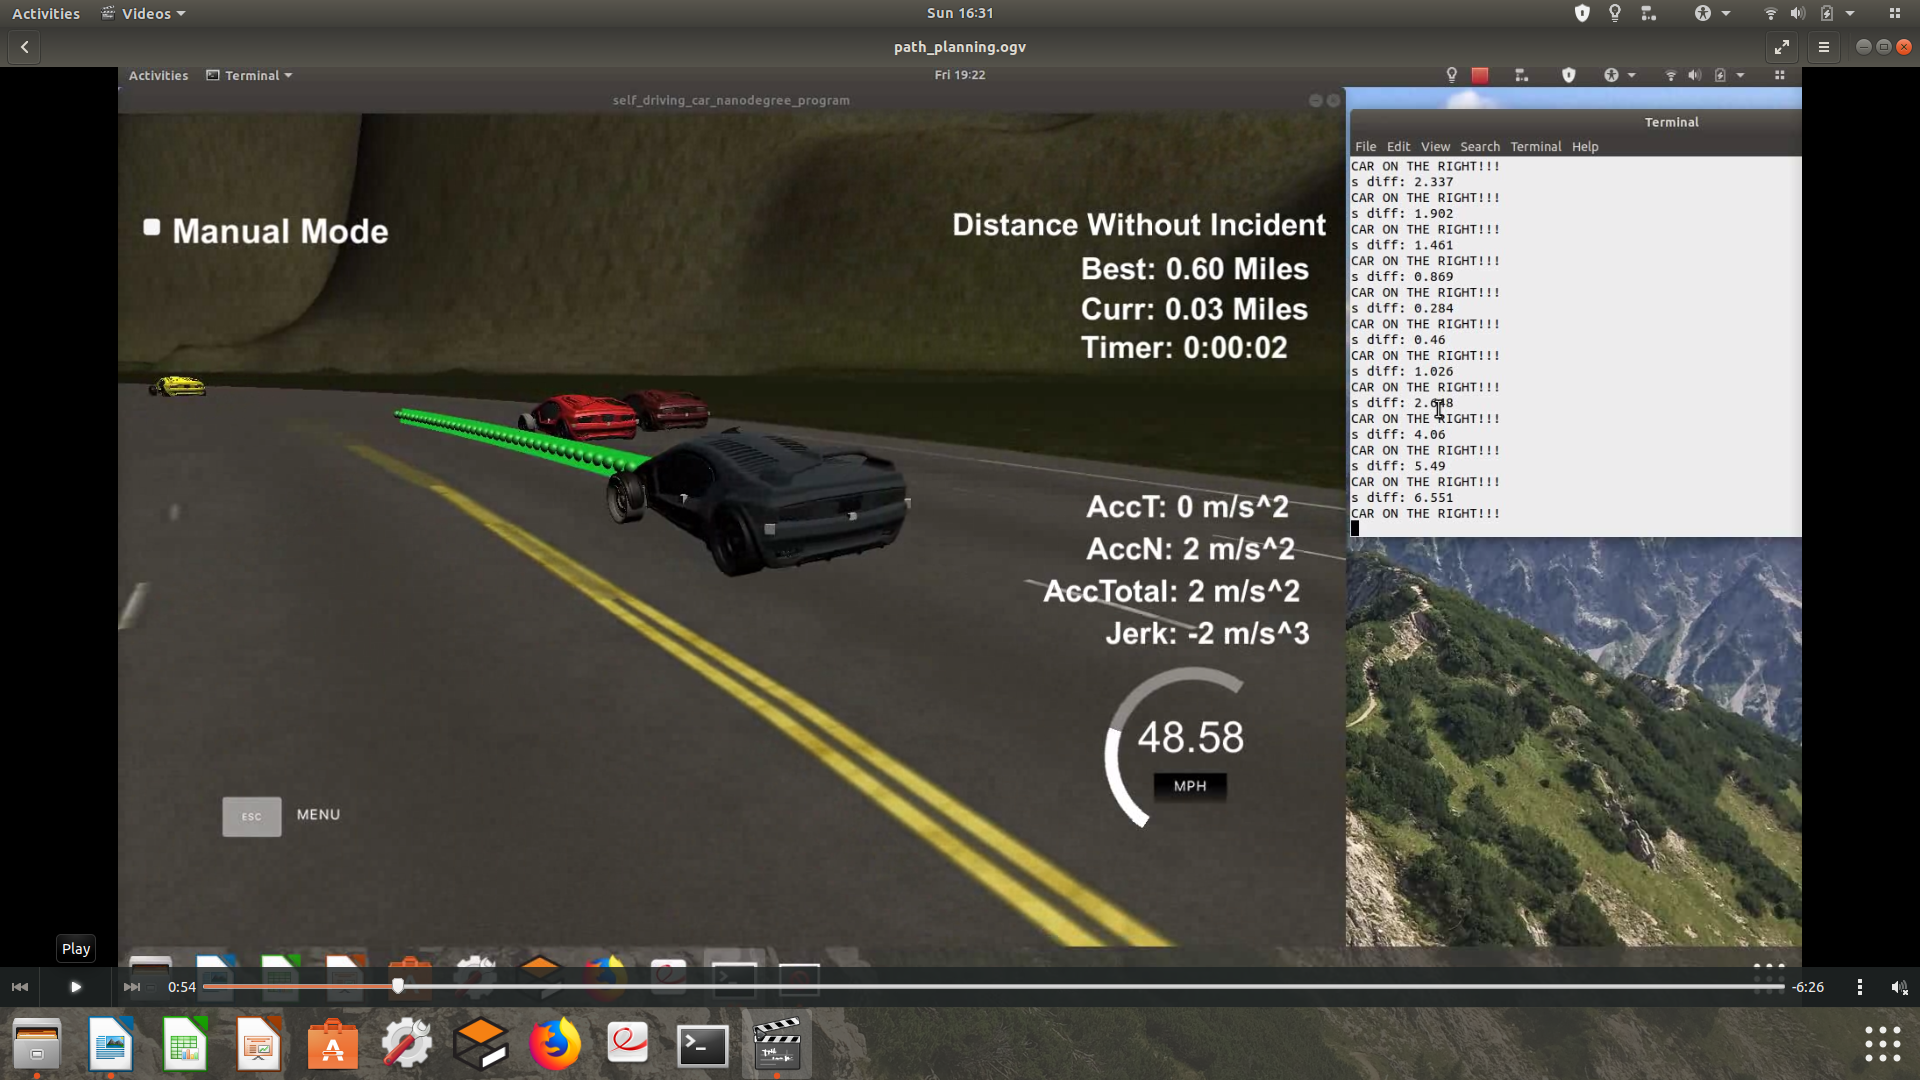 Activities Videos Sun 16:31
path_planning.ogv
Activities Terminal Fri 19:22
self_driving_car_nanodegree_program
Terminal
File Edit View Search Terminal Help
CAR ON THE RIGHT!!!
s diff: 2.337
CAR ON THE RIGHT!!!
s diff: 1.902
CAR ON THE RIGHT!!!
s diff: 1.461
CAR ON THE RIGHT!!!
s diff: 0.869
CAR ON THE RIGHT!!!
s diff: 0.284
CAR ON THE RIGHT!!!
s diff: 0.46
CAR ON THE RIGHT!!!
s diff: 1.026
CAR ON THE RIGHT!!!
s diff: 2.648
CAR ON THE RIGHT!!!
s diff: 4.06
CAR ON THE RIGHT!!!
s diff: 5.49
CAR ON THE RIGHT!!!
s diff: 6.551
CAR ON THE RIGHT!!!
Manual Mode
Distance Without Incident
Best: 0.60 Miles
Curr: 0.03 Miles
Timer: 0:00:02
AccT: 0 m/s^2
AccN: 2 m/s^2
AccTotal: 2 m/s^2
Jerk: -2 m/s^3
48.58
MPH
ESC MENU
Play
0:54 -6:26